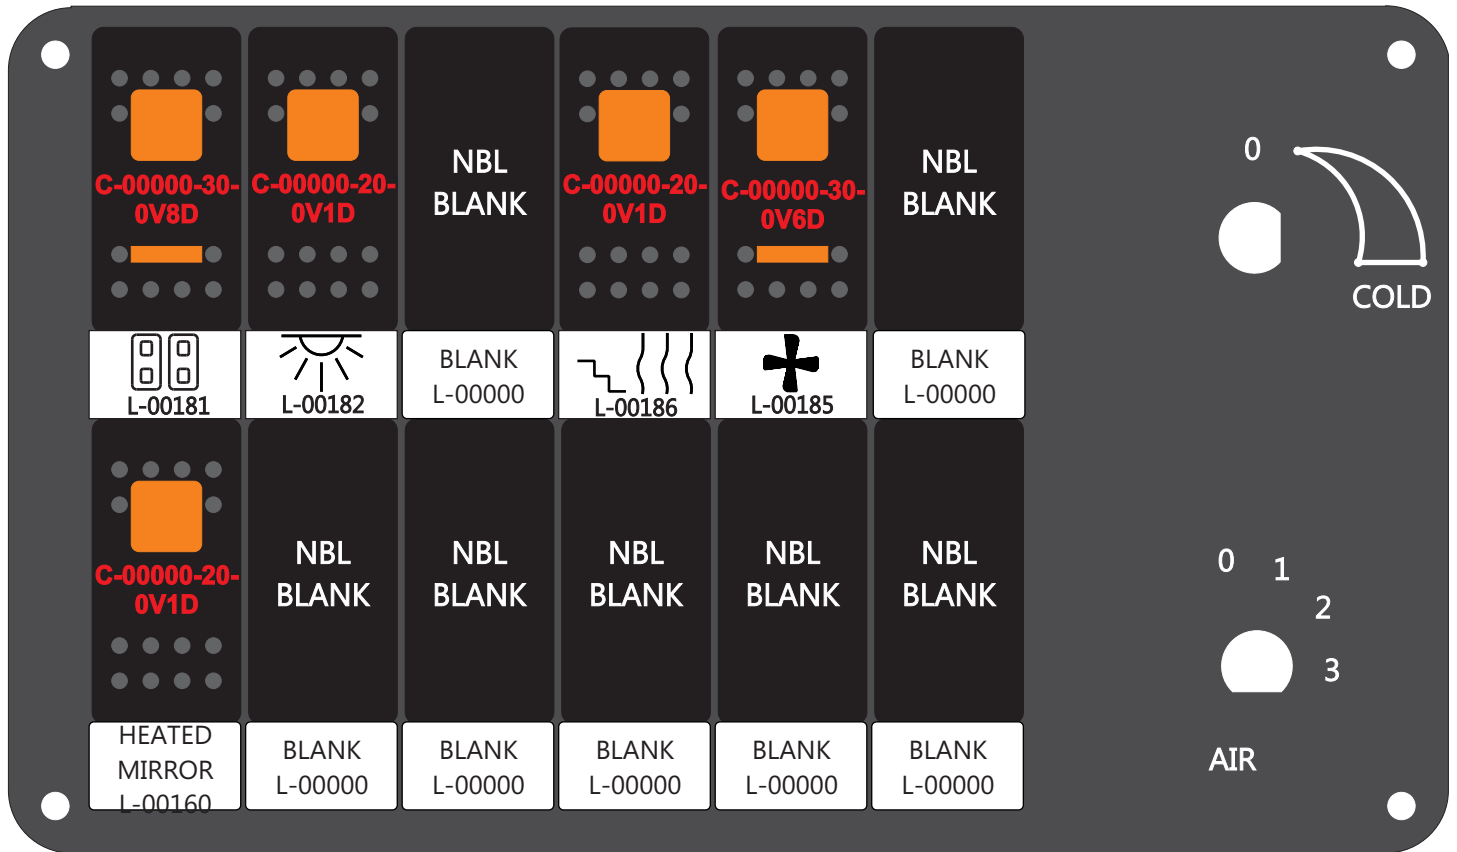 C-00000-30-
0V8D
C-00000-20-
0V1D
NBL
BLANK
C-00000-20-
0V1D
C-00000-30-
0V6D
NBL
BLANK
L-00181
L-00182
BLANK
L-00000
L-00186
L-00185
BLANK
L-00000
0
COLD
C-00000-20-
0V1D
NBL
BLANK
NBL
BLANK
NBL
BLANK
NBL
BLANK
NBL
BLANK
HEATED
MIRROR
L-00160
BLANK
L-00000
BLANK
L-00000
BLANK
L-00000
BLANK
L-00000
BLANK
L-00000
0
1
2
3
AIR